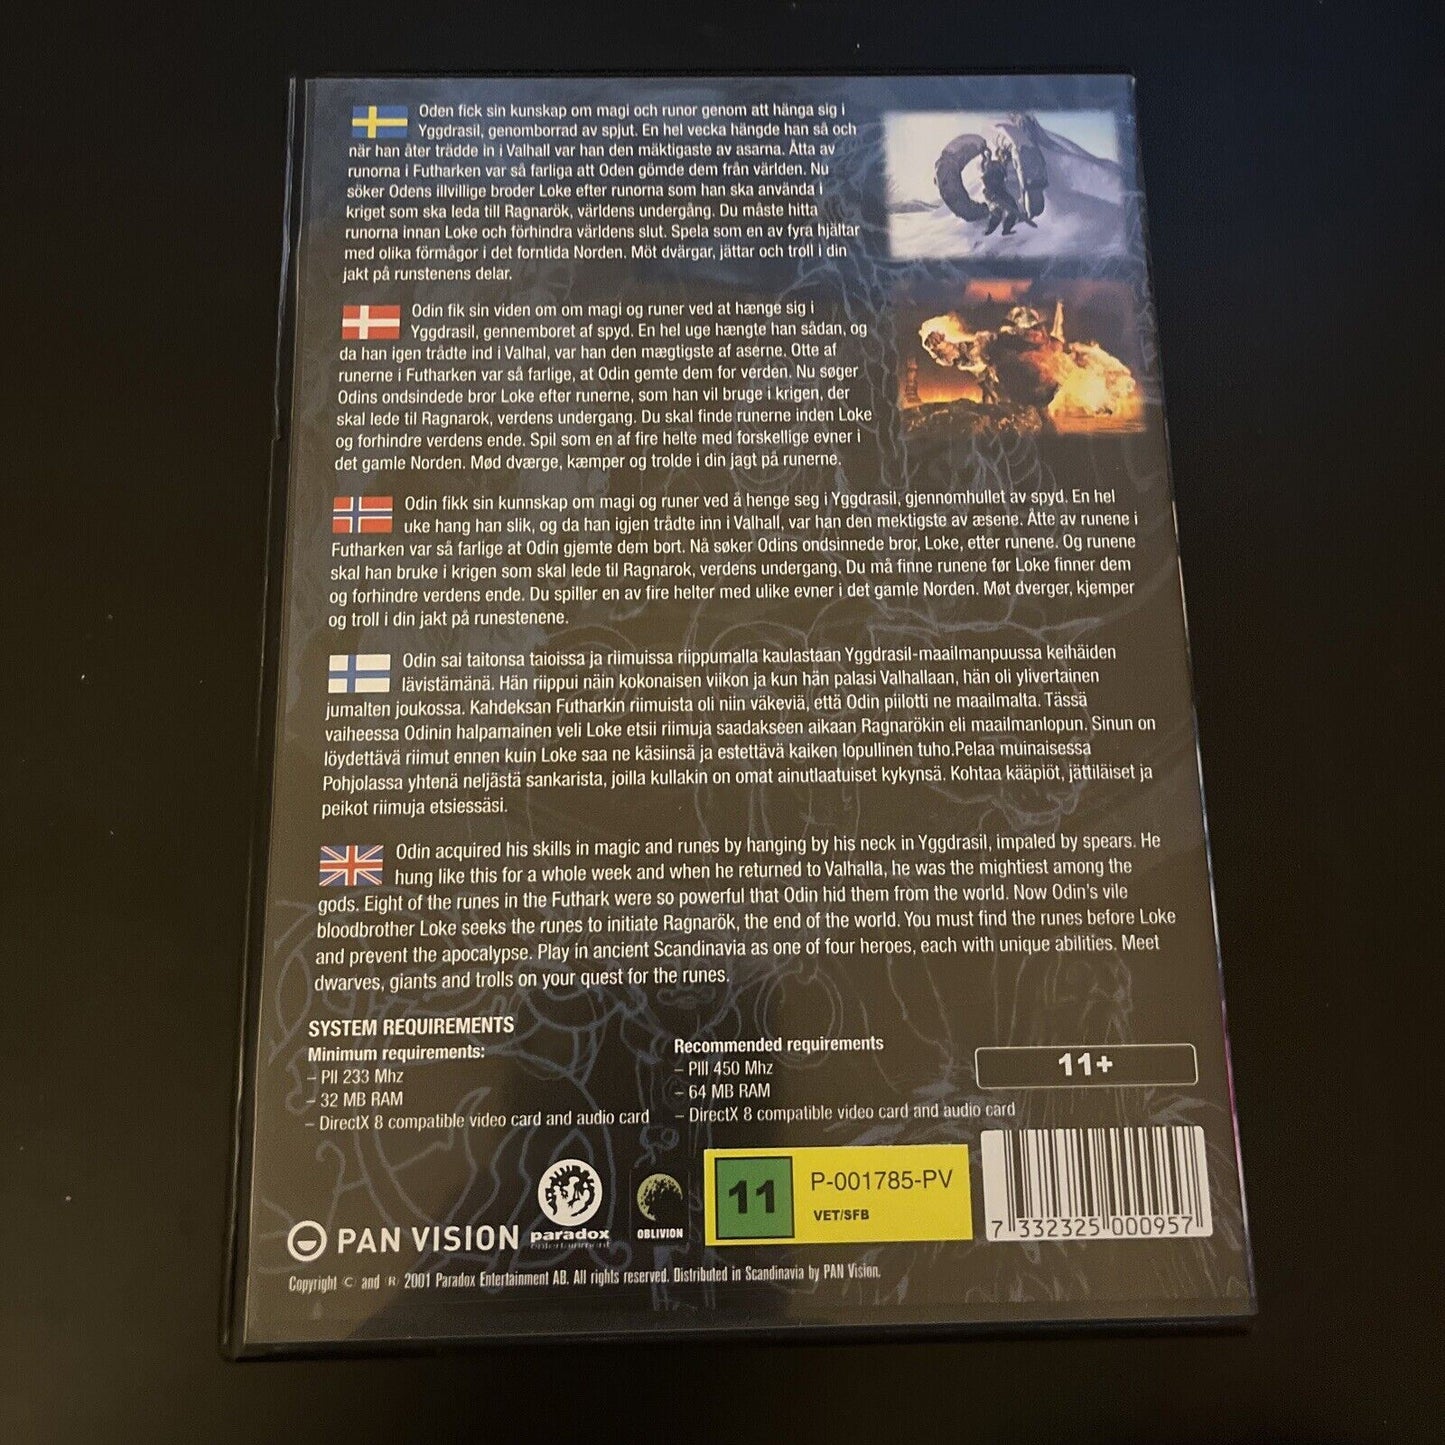 Oden fick sin kunskap om magi och runor genom att hänga sig i
Yggdrasil, genomborrad av spjut. En hel vecka hängde han så och
när han åter trädde in i Valhall var han den mäktigaste av asarna. Åtta av
runorna i Futharken var så farliga att Oden gömde dem från världen. Nu
söker Odens illvillige broder Loke efter runorna som han ska använda i
kriget som ska leda till Ragnarök, världens undergång. Du måste hitta
runorna innan Loke och förhindra världens slut. Spela som en av fyra hjältar
med olika förmågor i det forntida Norden. Möt dvärgar, jättar och troll i din
jakt på runstenens delar.
Odin fik sin viden om om magi og runer ved at hænge sig i
Yggdrasil, gennemboret af spyd. En hel uge hængte han sådan, og
da han igen trådte ind i Valhal, var han den mægtigste af aserne. Otte af
runerne i Futharken var så farlige, at Odin gemte dem for verden. Nu søger
Odins ondsindede bror Loke efter runerne, som han vil bruge i krigen, der
skal lede til Ragnarok, verdens undergang. Du skal finde runerne inden Loke
og forhindre verdens ende. Spil som en af fire helte med forskellige evner i
det gamle Norden. Mød dværge, kæmper og trolde i din jagt på runerne.
Odin fikk sin kunnskap om magi og runer ved å henge seg i Yggdrasil, gjennomhullet av spyd. En hel
uke hang han slik, og da han igjen trådte inn i Valhall, var han den mektigste av æsene. Åtte av runene i
Futharken var så farlige at Odin gjemte dem bort. Nå søker Odins ondsinnede bror, Loke, etter runene. Og runene
skal han bruke i krigen som skal lede til Ragnarok, verdens undergang. Du må finne runene før Loke finner dem
og forhindre verdens ende. Du spiller en av fire helter med ulike evner i det gamle Norden. Møt dverger, kjemper
og troll i din jakt på runestenene.
Odin sai taitonsa taioissa ja riimuissa riippumalla kaulastaan Yggdrasil-maailmanpuussa keihäiden
lävistämänä. Hän riippui näin kokonaisen viikon ja kun hän palasi Valhallaan, hän oli ylivertainen
jumalten joukossa. Kahdeksan Futharkin riimuista oli niin väkeviä, että Odin piilotti ne maailmalta. Tässä
vaiheessa Odinin halpamainen veli Loke etsii riimuja saadakseen aikaan Ragnarökin eli maailmanlopun. Sinun on
löydettävä riimut ennen kuin Loke saa ne käsiinsä ja estettävä kaiken lopullinen tuho.Pelaa muinaisessa
Pohjolassa yhtenä neljästä sankarista, joilla kullakin on omat ainutlaatuiset kykynsä. Kohtaa kääpiöt, jättiläiset ja
peikot riimuja etsiessäsi.
Odin acquired his skills in magic and runes by hanging by his neck in Yggdrasil, impaled by spears. He
hung like this for a whole week and when he returned to Valhalla, he was the mightiest among the
gods. Eight of the runes in the Futhark were so powerful that Odin hid them from the world. Now Odin's vile
bloodbrother Loke seeks the runes to initiate Ragnarök, the end of the world. You must find the runes before Loke
and prevent the apocalypse. Play in ancient Scandinavia as one of four heroes, each with unique abilities. Meet
dwarves, giants and trolls on your quest for the runes.
SYSTEM REQUIREMENTS
Minimum requirements:
– PII 233 Mhz
– 32 MB RAM
– DirectX 8 compatible video card and audio card
Recommended requirements
– PIII 450 Mhz
– 64 MB RAM
– DirectX 8 compatible video card and audio card
11+
PAN VISION
paradox
entertainment
OBLIVION
11
P-001785-PV
VET/SFB
7 332325 000957
Copyright © and ® 2001 Paradox Entertainment AB. All rights reserved. Distributed in Scandinavia by PAN Vision.